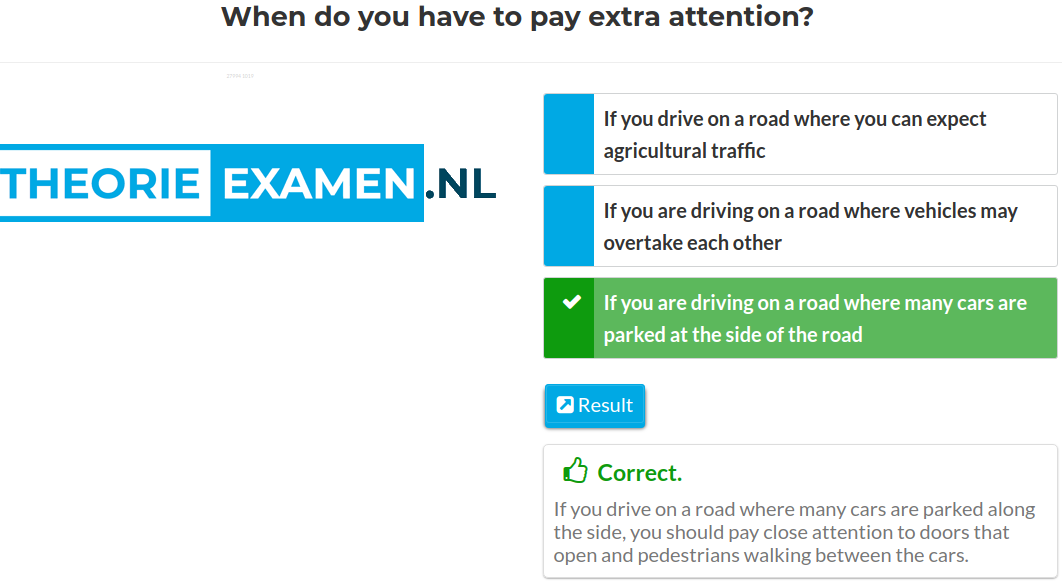 When do you have to pay extra attention?
THEORIE EXAMEN.NL
If you drive on a road where you can expect
agricultural traffic
If you are driving on a road where vehicles may
overtake each other
If you are driving on a road where many cars are
parked at the side of the road
Result
Correct.
If you drive on a road where many cars are parked along
the side, you should pay close attention to doors that
open and pedestrians walking between the cars.